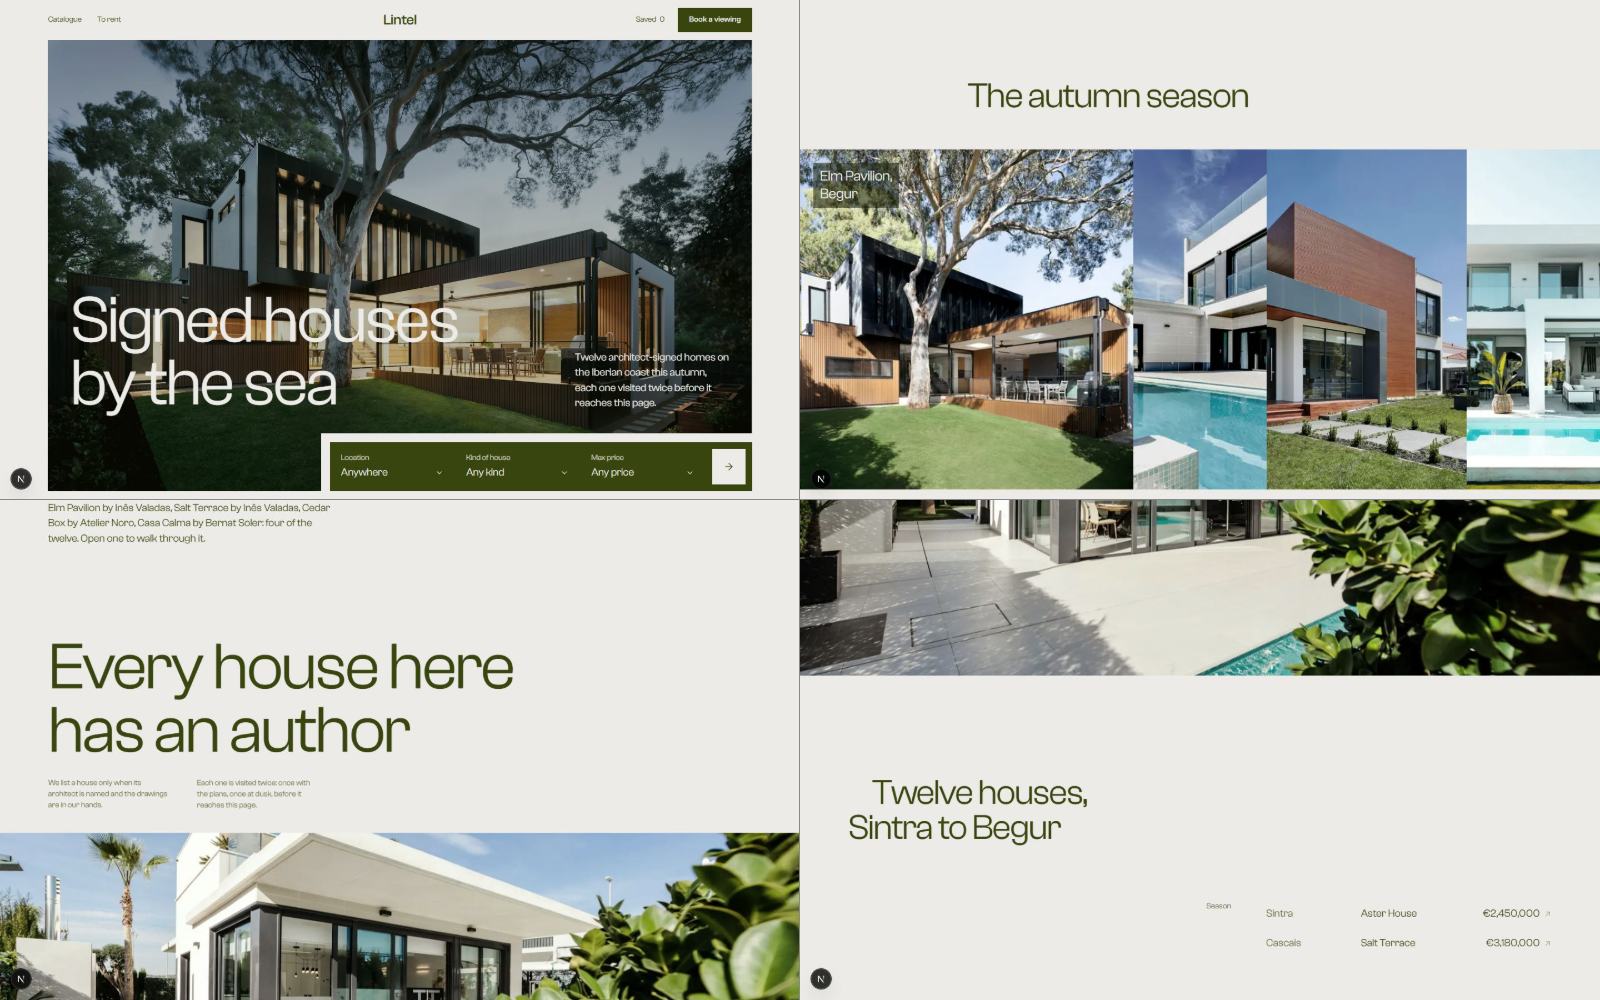 Catalogue To rent Lintel Saved 0 Book a viewing
Signed houses
by the sea
Twelve architect-signed homes on
the Iberian coast this autumn,
each one visited twice before it
reaches this page.
Location Kind of house Max price
Anywhere Any kind Any price
N
The autumn season
Elm Pavilion,
Begur
N
Elm Pavilion by Inês Valadas, Salt Terrace by Inês Valadas, Cedar
Box by Atelier Noro, Casa Calma by Bernat Soler: four of the
twelve. Open one to walk through it.
Every house here
has an author
We list a house only when its
architect is named and the drawings
are in our hands.
Each one is visited twice: once with
the plans, once at dusk, before it
reaches this page.
N
Twelve houses,
Sintra to Begur
Season
Sintra Aster House €2,450,000
Cascais Salt Terrace €3,180,000
N